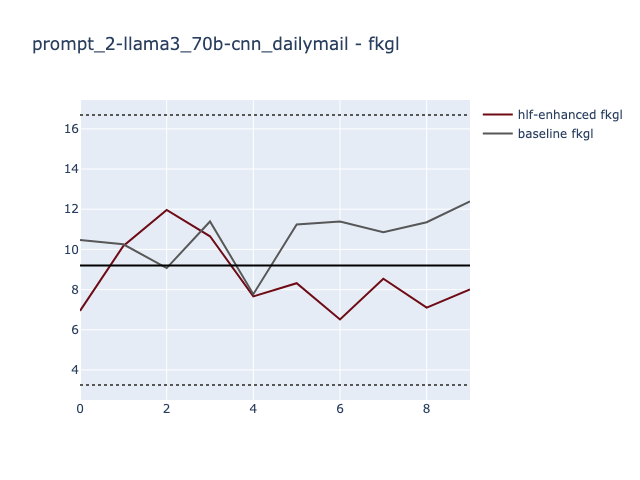 prompt_2-llama3_70b-cnn_dailymail - fkgl
hlf-enhanced fkgl
baseline fkgl
16
14
12
10
8
6
4
0 2 4 6 8